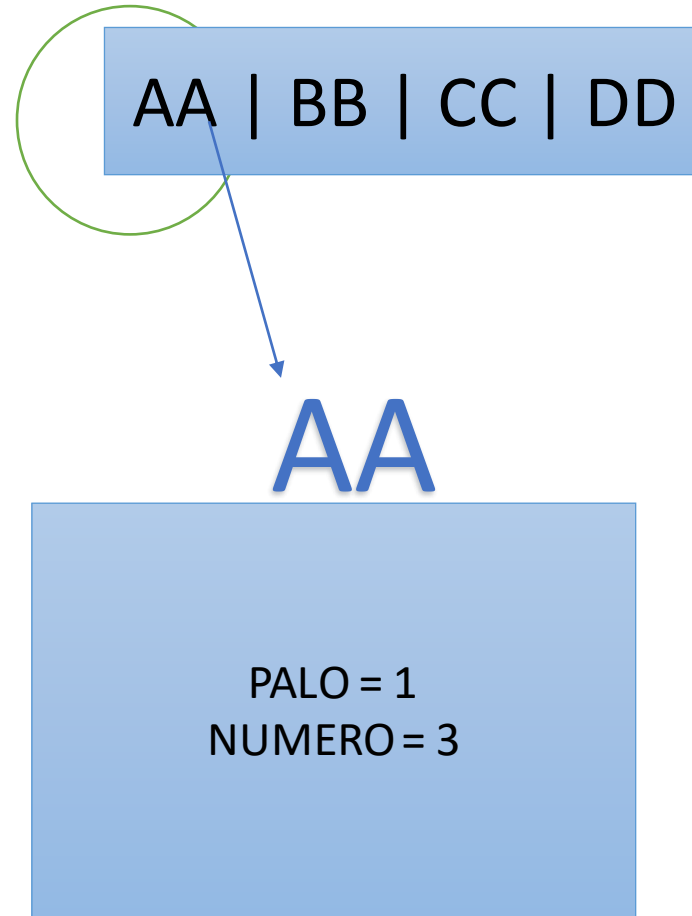 AA | BB | CC | DD
AA
PALO = 1
NUMERO = 3